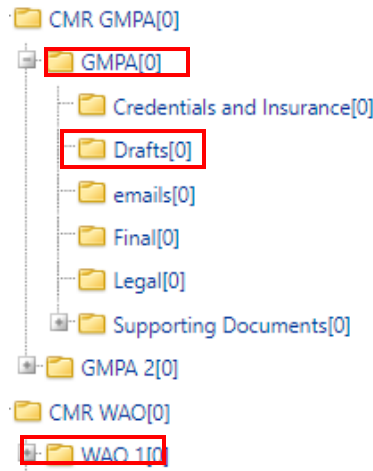 CMR GMPA[0]
GMPA[0]
Credentials and Insurance[0]
Drafts[0]
emails[0]
Final[0]
Legal[0]
Supporting Documents[0]
GMPA 2[0]
CMR WAO[0]
WAO 1[0]